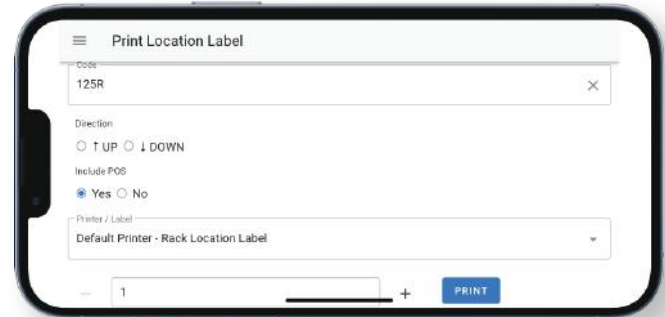 Print Location Label
Code
125R
Direction
↑ UP ↓ DOWN
Include POS
Yes No
Printer / Label
Default Printer - Rack Location Label
1
PRINT